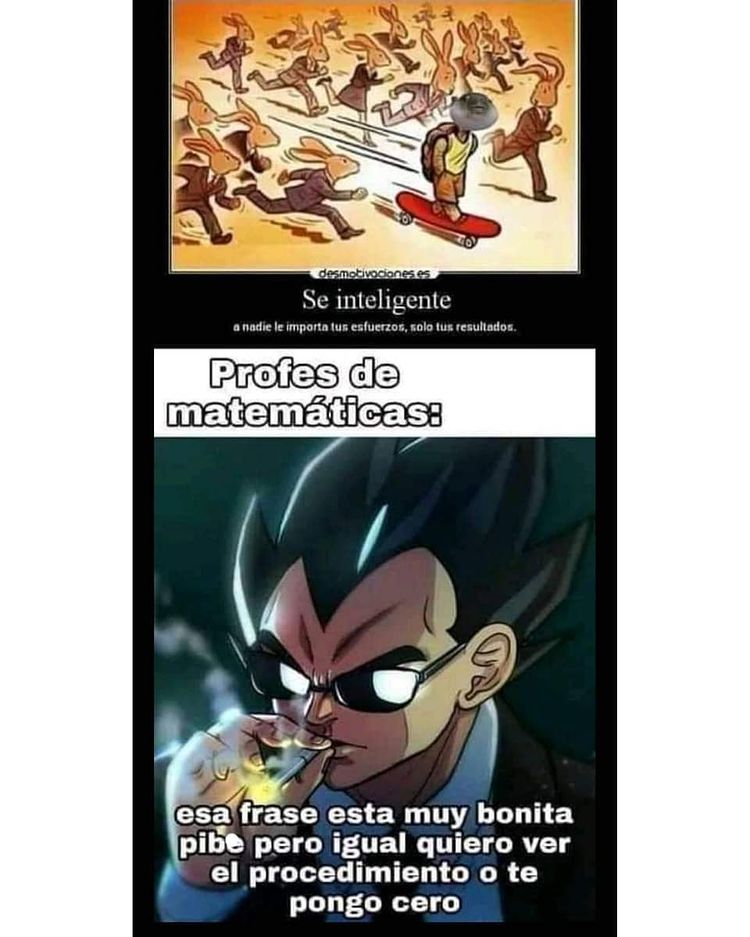 desmotivaciones.es
Se inteligente
a nadie le importa tus esfuerzos, solo tus resultados.
Profes de
matemáticas:
esa frase esta muy bonita
pibe pero igual quiero ver
el procedimiento o te
pongo cero